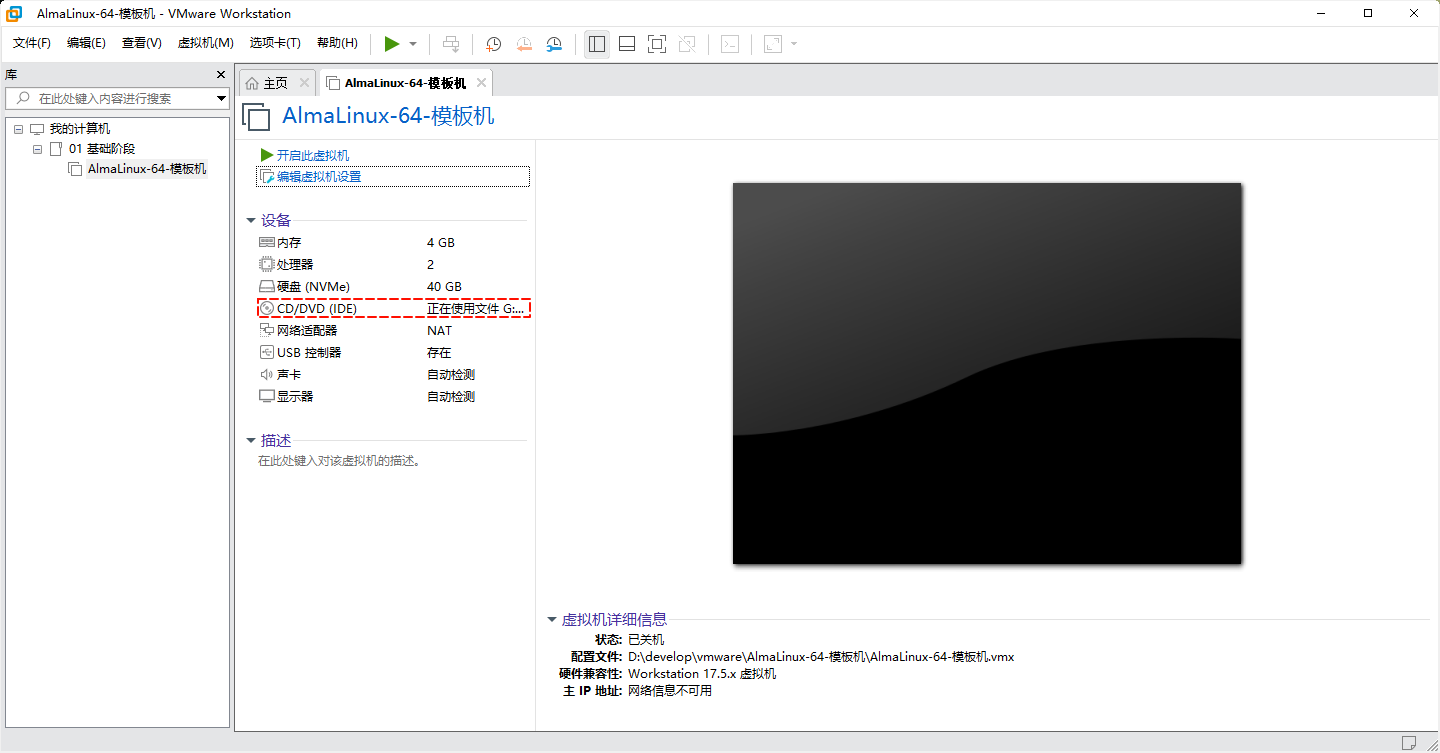 AlmaLinux-64-模板机 - VMware Workstation
文件(F) 编辑(E) 查看(V) 虚拟机(M) 选项卡(T) 帮助(H)
库
在此处键入内容进行搜索
我的计算机
01 基础阶段
AlmaLinux-64-模板机
主页
AlmaLinux-64-模板机
AlmaLinux-64-模板机
开启此虚拟机
编辑虚拟机设置
设备
内存 4 GB
处理器 2
硬盘 (NVMe) 40 GB
CD/DVD (IDE) 正在使用文件 G:...
网络适配器 NAT
USB 控制器 存在
声卡 自动检测
显示器 自动检测
描述
在此处键入对该虚拟机的描述。
虚拟机详细信息
状态: 已关机
配置文件: D:\develop\vmware\AlmaLinux-64-模板机\AlmaLinux-64-模板机.vmx
硬件兼容性: Workstation 17.5.x 虚拟机
主 IP 地址: 网络信息不可用